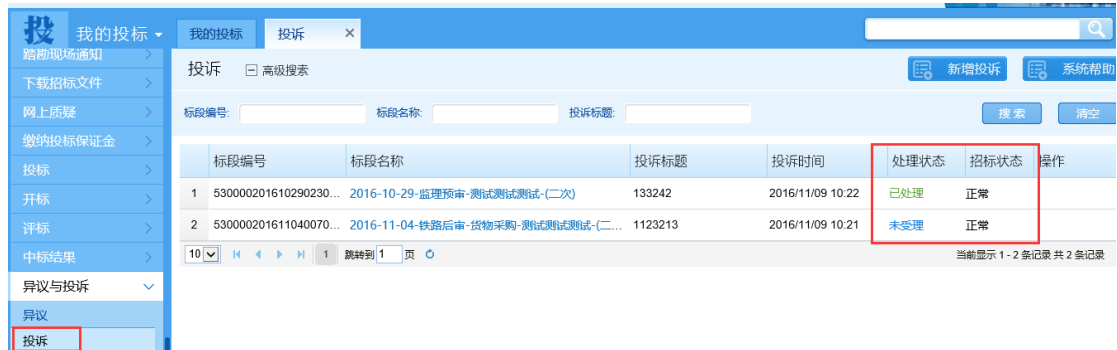 投 我的投标
我的投标 投诉 ×
踏勘现场通知
下载招标文件
网上质疑
缴纳投标保证金
投标
开标
评标
中标结果
异议与投诉
异议
投诉
投诉 高级搜索 新增投诉 系统帮助
标段编号: 标段名称: 投诉标题: 搜索 清空
标段编号 标段名称 投诉标题 投诉时间 处理状态 招标状态 操作
1 530000201610290230... 2016-10-29-监理预审-测试测试测试-(二次) 133242 2016/11/09 10:22 已处理 正常
2 530000201611040070... 2016-11-04-铁路后审-货物采购-测试测试测试-(二... 1123213 2016/11/09 10:21 未受理 正常
10 1 跳转到 1 页 当前显示 1 - 2 条记录 共 2 条记录